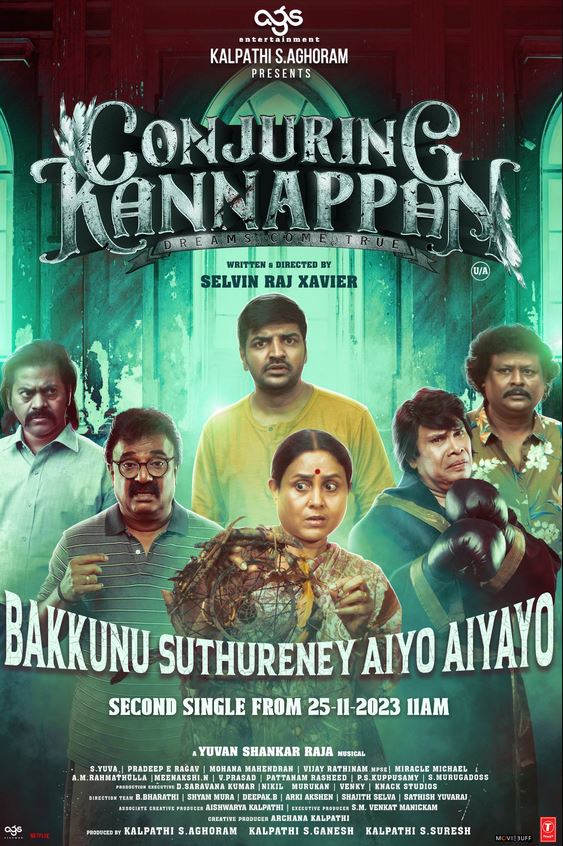 ags
entertainment
KALPATHI S.AGHORAM
PRESENTS
CONJURING
KANNAPPAN
DREAMS COME TRUE
WRITTEN & DIRECTED BY
SELVIN RAJ XAVIER
U/A
BAKKUNU SUTHURENEY AIYO AIYAYO
SECOND SINGLE FROM 25-11-2023 11AM
A YUVAN SHANKAR RAJA MUSICAL
S.YUVA | PRADEEP E RAGAV | MOHANA MAHENDRAN | VIJAY RATHINAM MPSE | MIRACLE MICHAEL
A.M.RAHMATHULLA | MEENAKSHI.N | V.PRASAD | PATTANAM RASHEED | P.S.KUPPUSAMY | S.MURUGADOSS
PRODUCTION EXECUTIVE D.SARAVANA KUMAR | NIKIL MURUKAN | VENKY | KNACK STUDIOS
DIRECTION TEAM B.BHARATHI | SHYAM MURA | DEEPAK.B | ARKI AKSHEN | SHAJITH SELVA | SATHISH YUVARAJ
ASSOCIATE CREATIVE PRODUCER AISHWARYA KALPATHI | EXECUTIVE PRODUCER S.M. VENKAT MANICKAM
CREATIVE PRODUCER ARCHANA KALPATHI
PRODUCED BY KALPATHI S.AGHORAM KALPATHI S.GANESH KALPATHI S.SURESH
ags
CINEMAS
NETFLIX
MOVIEBUFF
T